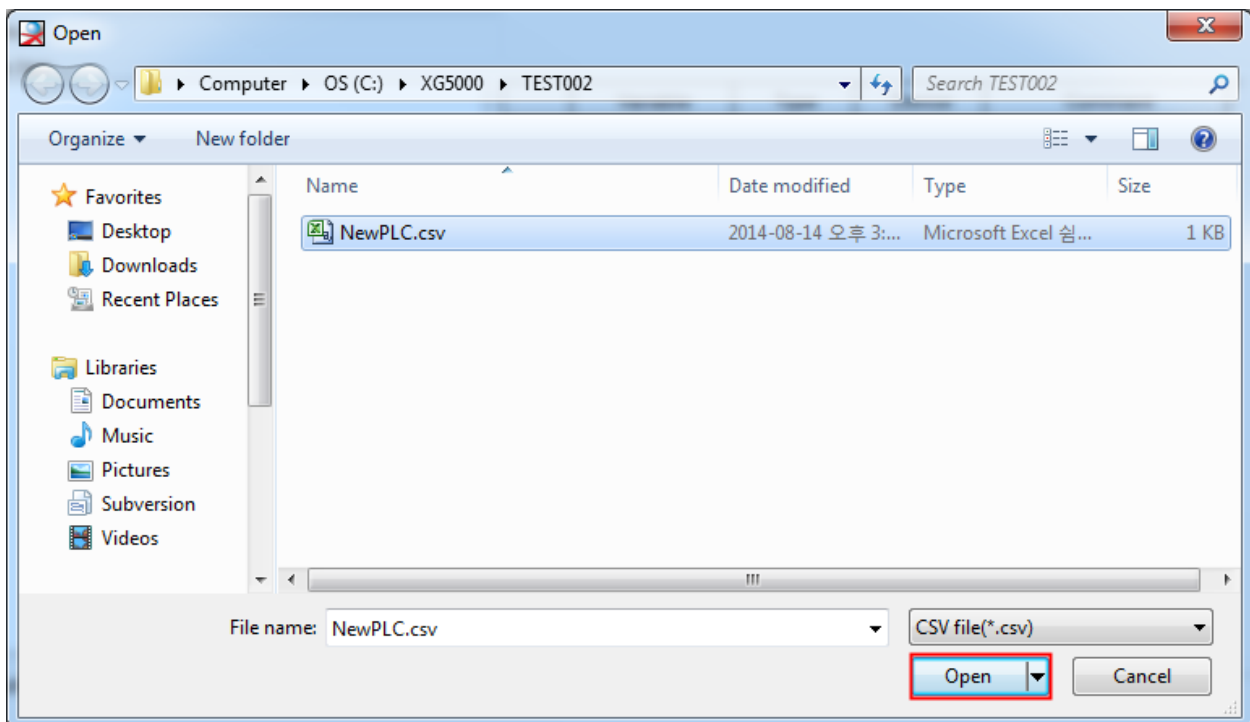 Open
Computer OS (C:) XG5000 TEST002 Search TEST002
Organize New folder
Name Date modified Type Size
Favorites
NewPLC.csv 2014-08-14 오후 3:... Microsoft Excel 쉼... 1 KB
Desktop
Downloads
Recent Places
Libraries
Documents
Music
Pictures
Subversion
Videos
File name: NewPLC.csv CSV file(*.csv)
Open Cancel